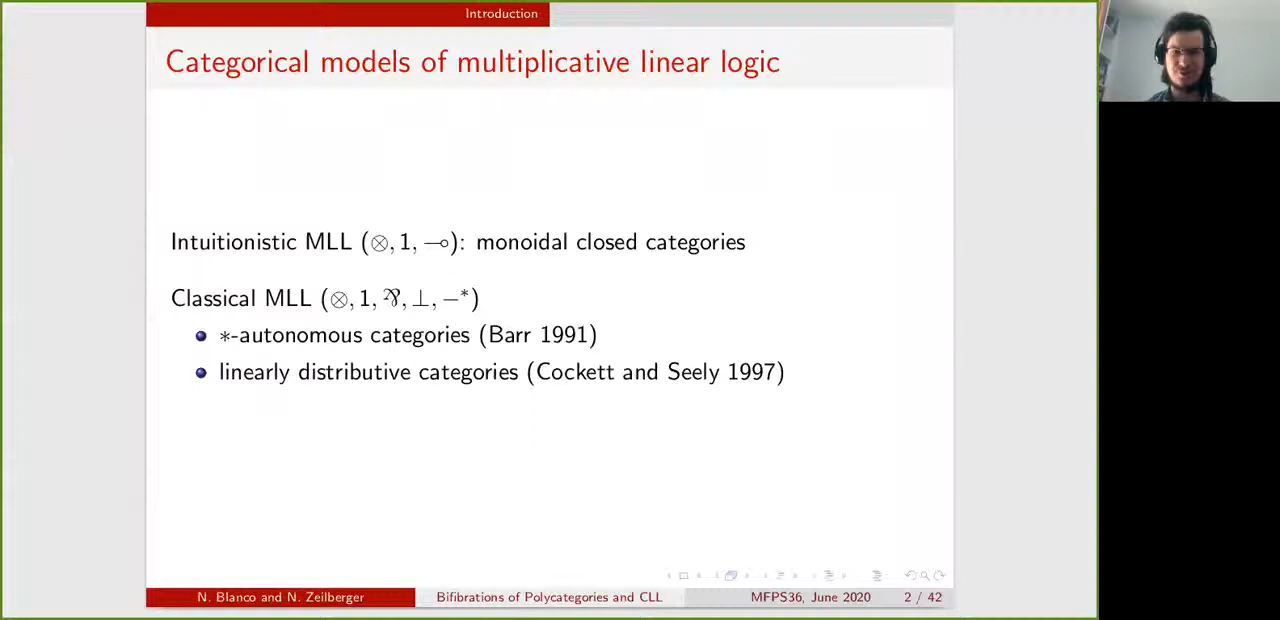 Introduction
Categorical models of multiplicative linear logic
Intuitionistic MLL (⊗, 1, ⊸): monoidal closed categories
Classical MLL (⊗, 1, ⅋, ⊥, −*)
∗-autonomous categories (Barr 1991)
linearly distributive categories (Cockett and Seely 1997)
N. Blanco and N. Zeilberger Bifibrations of Polycategories and CLL MFPS36, June 2020 2 / 42